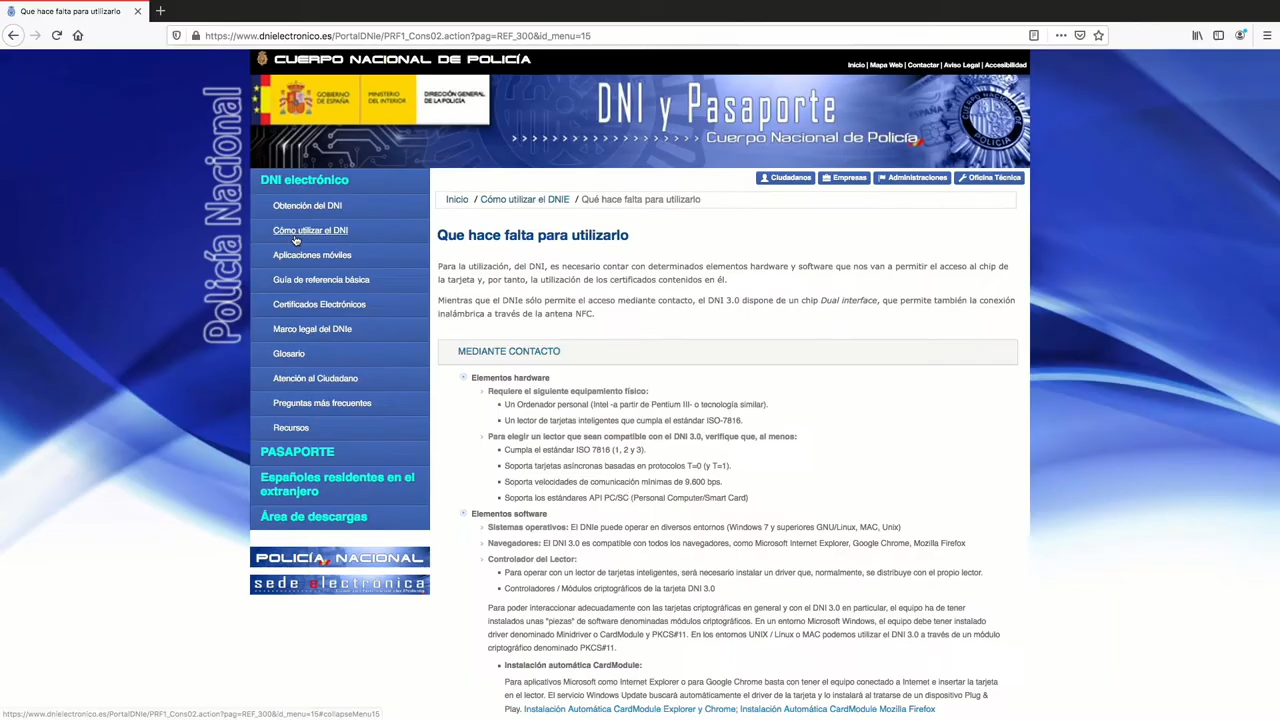 Que hace falta para utilizarlo
https://www.dnielectronico.es/PortalDNIe/PRF1_Cons02.action?pag=REF_300&id_menu=15
CUERPO NACIONAL DE POLICÍA
Inicio | Mapa Web | Contactar | Aviso Legal | Accesibilidad
GOBIERNO DE ESPAÑA
MINISTERIO DEL INTERIOR
DIRECCIÓN GENERAL DE LA POLICÍA
DNI y Pasaporte
Cuerpo Nacional de Policía
Policía Nacional
DNI electrónico
Obtención del DNI
Cómo utilizar el DNI
Aplicaciones móviles
Guía de referencia básica
Certificados Electrónicos
Marco legal del DNIe
Glosario
Atención al Ciudadano
Preguntas más frecuentes
Recursos
PASAPORTE
Españoles residentes en el
extranjero
Área de descargas
POLICÍA NACIONAL
sede electrónica
Ciudadanos
Empresas
Administraciones
Oficina Técnica
Inicio / Cómo utilizar el DNIE / Qué hace falta para utilizarlo
Que hace falta para utilizarlo
Para la utilización, del DNI, es necesario contar con determinados elementos hardware y software que nos van a permitir el acceso al chip de
la tarjeta y, por tanto, la utilización de los certificados contenidos en él.
Mientras que el DNIe sólo permite el acceso mediante contacto, el DNI 3.0 dispone de un chip Dual interface, que permite también la conexión
inalámbrica a través de la antena NFC.
MEDIANTE CONTACTO
Elementos hardware
Requiere el siguiente equipamiento físico:
Un Ordenador personal (Intel -a partir de Pentium III- o tecnología similar).
Un lector de tarjetas inteligentes que cumpla el estándar ISO-7816.
Para elegir un lector que sean compatible con el DNI 3.0, verifique que, al menos:
Cumpla el estándar ISO 7816 (1, 2 y 3).
Soporta tarjetas asíncronas basadas en protocolos T=0 (y T=1).
Soporta velocidades de comunicación mínimas de 9.600 bps.
Soporta los estándares API PC/SC (Personal Computer/Smart Card)
Elementos software
Sistemas operativos: El DNIe puede operar en diversos entornos (Windows 7 y superiores GNU/Linux, MAC, Unix)
Navegadores: El DNI 3.0 es compatible con todos los navegadores, como Microsoft Internet Explorer, Google Chrome, Mozilla Firefox
Controlador del Lector:
Para operar con un lector de tarjetas inteligentes, será necesario instalar un driver que, normalmente, se distribuye con el propio lector.
Controladores / Módulos criptográficos de la tarjeta DNI 3.0
Para poder interaccionar adecuadamente con las tarjetas criptográficas en general y con el DNI 3.0 en particular, el equipo ha de tener
instalados unas "piezas" de software denominadas módulos criptográficos. En un entorno Microsoft Windows, el equipo debe tener instalado
driver denominado Minidriver o CardModule y PKCS#11. En los entornos UNIX / Linux o MAC podemos utilizar el DNI 3.0 a través de un módulo
criptográfico denominado PKCS#11.
Instalación automática CardModule:
Para aplicativos Microsoft como Internet Explorer o para Google Chrome basta con tener el equipo conectado a Internet e insertar la tarjeta
en el lector. El servicio Windows Update buscará automáticamente el driver de la tarjeta y lo instalará al tratarse de un dispositivo Plug &
Play. Instalación Automática CardModule Explorer y Chrome; Instalación Automática CardModule Mozilla Firefox
https://www.dnielectronico.es/PortalDNIe/PRF1_Cons02.action?pag=REF_300&id_menu=15#collapseMenu15